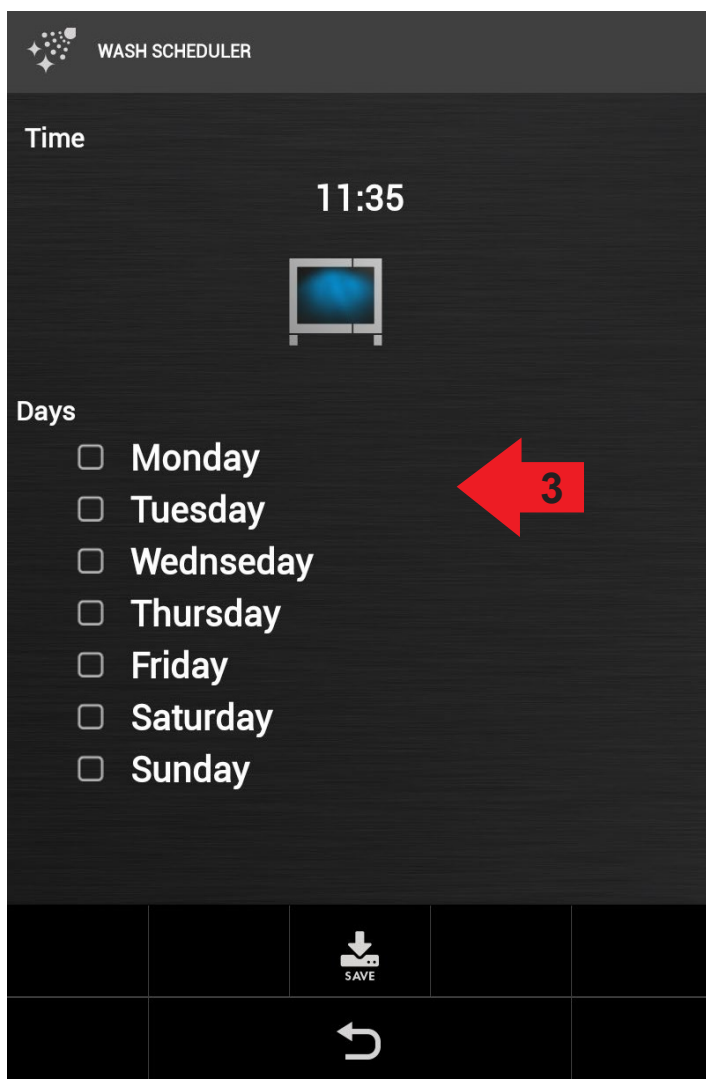 WASH SCHEDULER
Time
11:35
Days
Monday
3
Tuesday
Wednseday
Thursday
Friday
Saturday
Sunday
SAVE